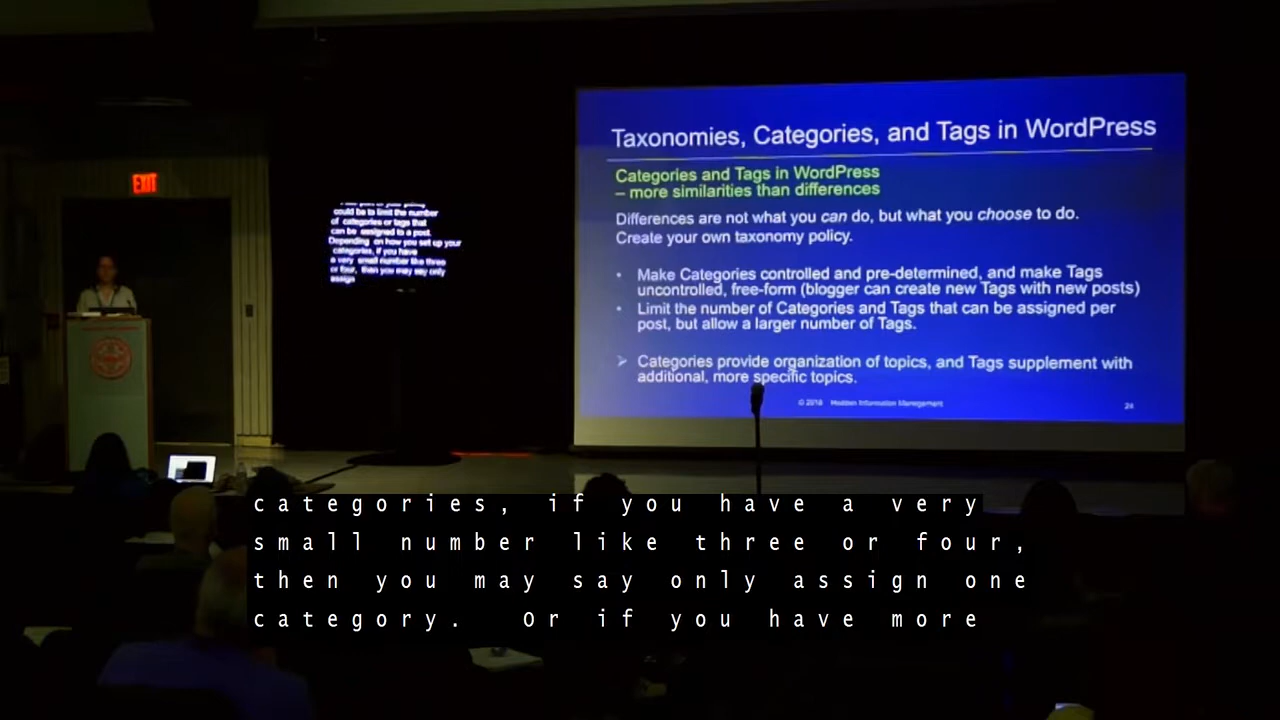 EXIT
could be to limit the number
of categories or tags that
can be assigned to a post.
Depending on how you set up your
categories, if you have
a very small number like three
or four, then you may say only
assign
Taxonomies, Categories, and Tags in WordPress
Categories and Tags in WordPress
– more similarities than differences
Differences are not what you can do, but what you choose to do.
Create your own taxonomy policy.
• Make Categories controlled and pre-determined, and make Tags
uncontrolled, free-form (blogger can create new Tags with new posts)
• Limit the number of Categories and Tags that can be assigned per
post, but allow a larger number of Tags.
➢ Categories provide organization of topics, and Tags supplement with
additional, more specific topics.
© 2018 Information Management
24
categories, if you have a very
small number like three or four,
then you may say only assign one
category. Or if you have more